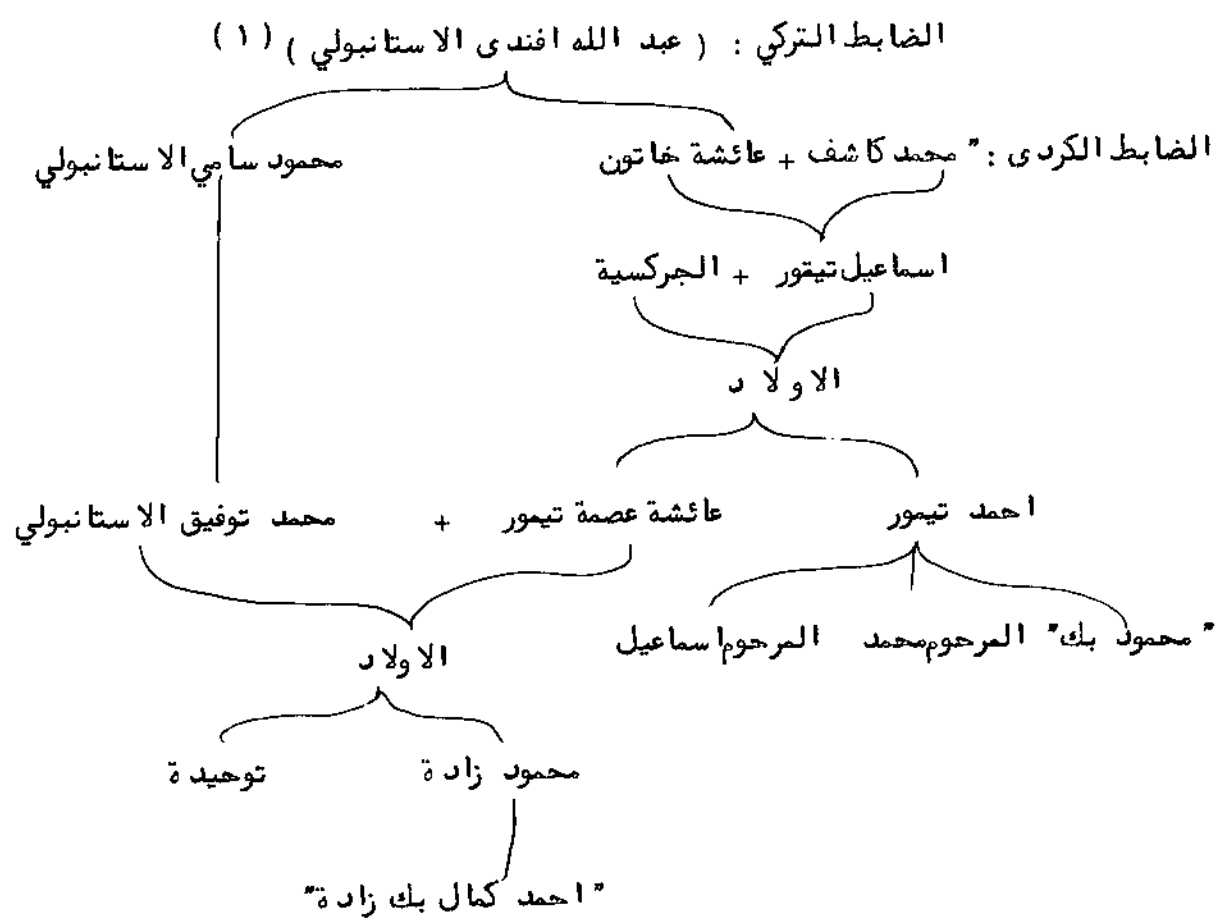 الضابط التركي : ( عبد الله افندى الاستانبولي ) (١)
الضابط الكردى : " محمد كاشف + عائشة خاتون محمود سامي الاستانبولي
اسماعيل تيتور + الجركسية
الاولاد
احمد تيمور عائشة عصمة تيمور + محمد توفيق الاستانبولي
" محمود بك " المرحوم محمد المرحوم اسماعيل
الاولاد
محمود زادة توحيدة
" احمد كمال بك زادة "